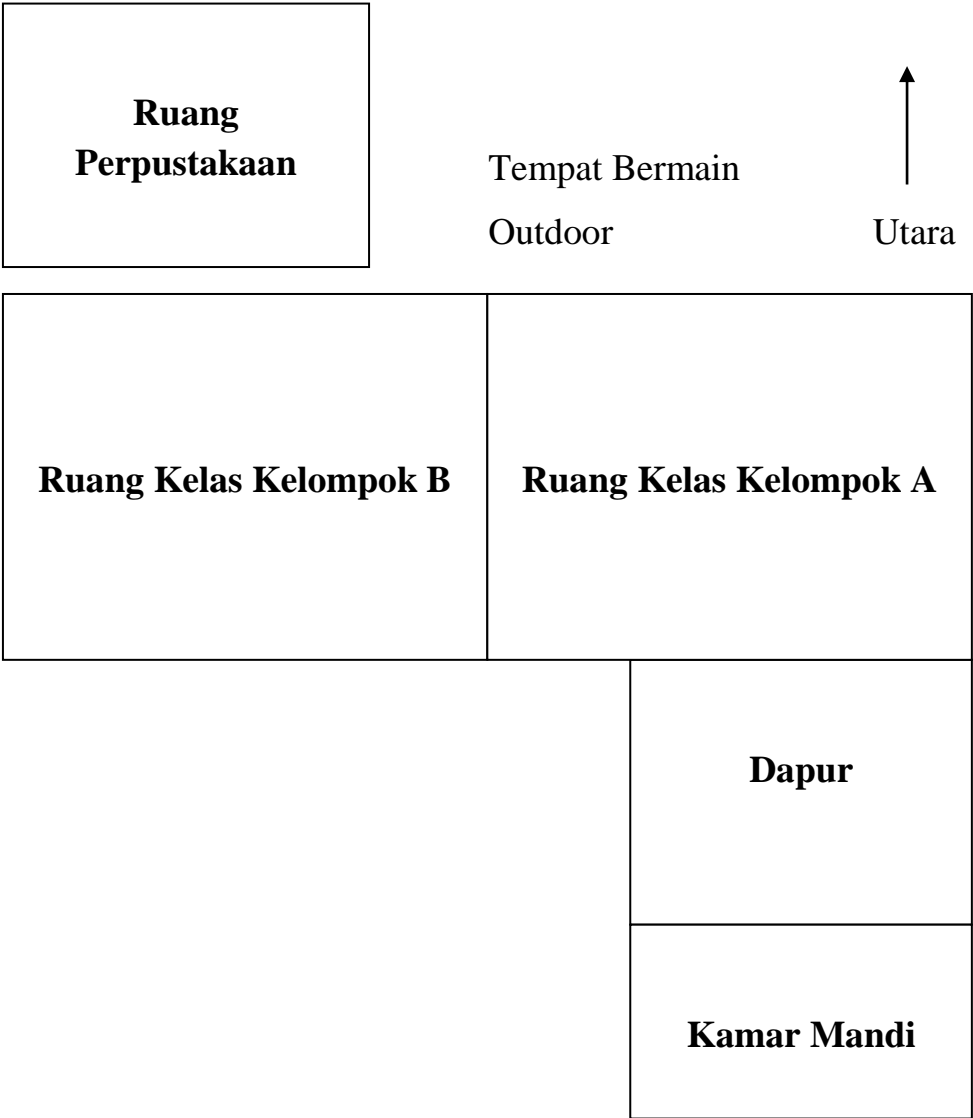 Ruang
Perpustakaan
Tempat Bermain
Outdoor
Utara
Ruang Kelas Kelompok B
Ruang Kelas Kelompok A
Dapur
Kamar Mandi